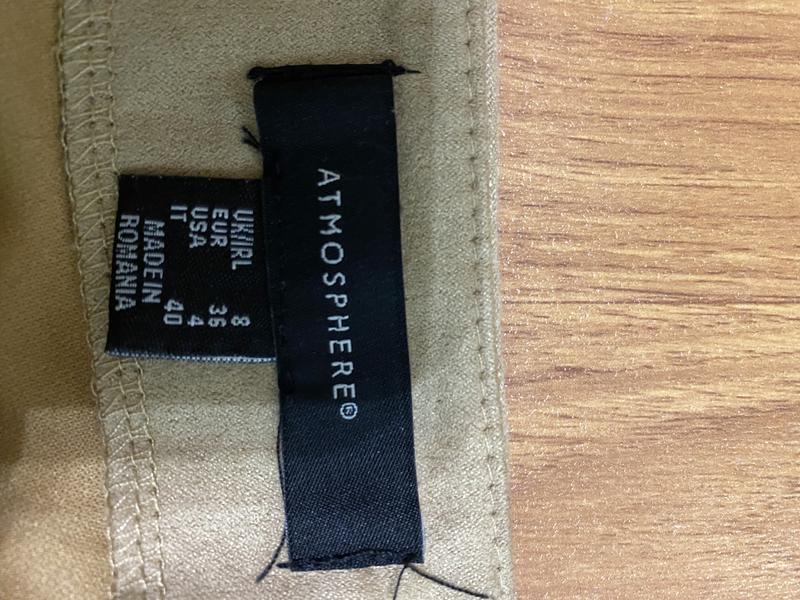 ATMOSPHERE®
UK/IRL 8
EUR 36
USA 4
IT 40
MADE IN
ROMANIA